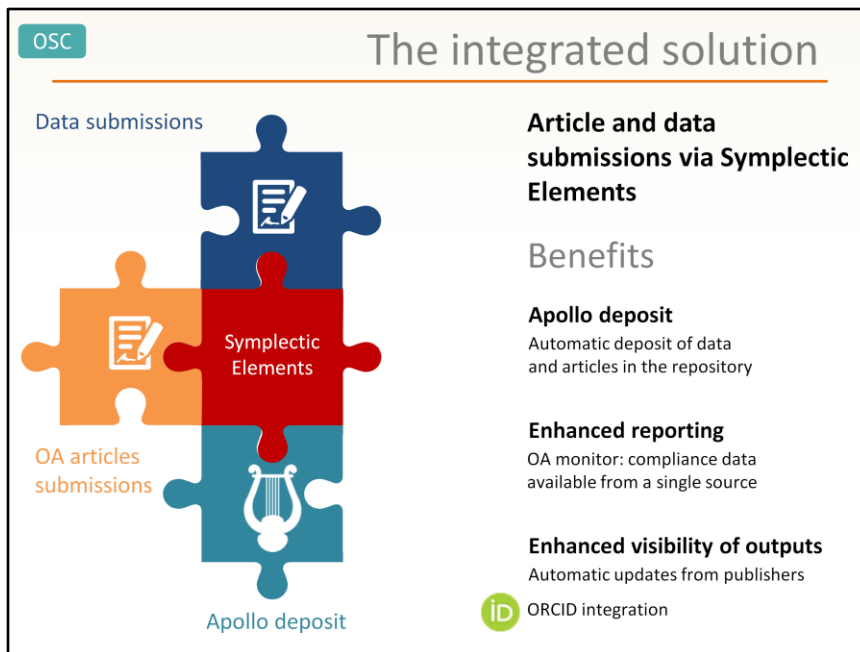 OSC
The integrated solution
Data submissions
Symplectic
Elements
OA articles
submissions
Apollo deposit
Article and data
submissions via Symplectic
Elements
Benefits
Apollo deposit
Automatic deposit of data
and articles in the repository
Enhanced reporting
OA monitor: compliance data
available from a single source
Enhanced visibility of outputs
Automatic updates from publishers
iD ORCID integration